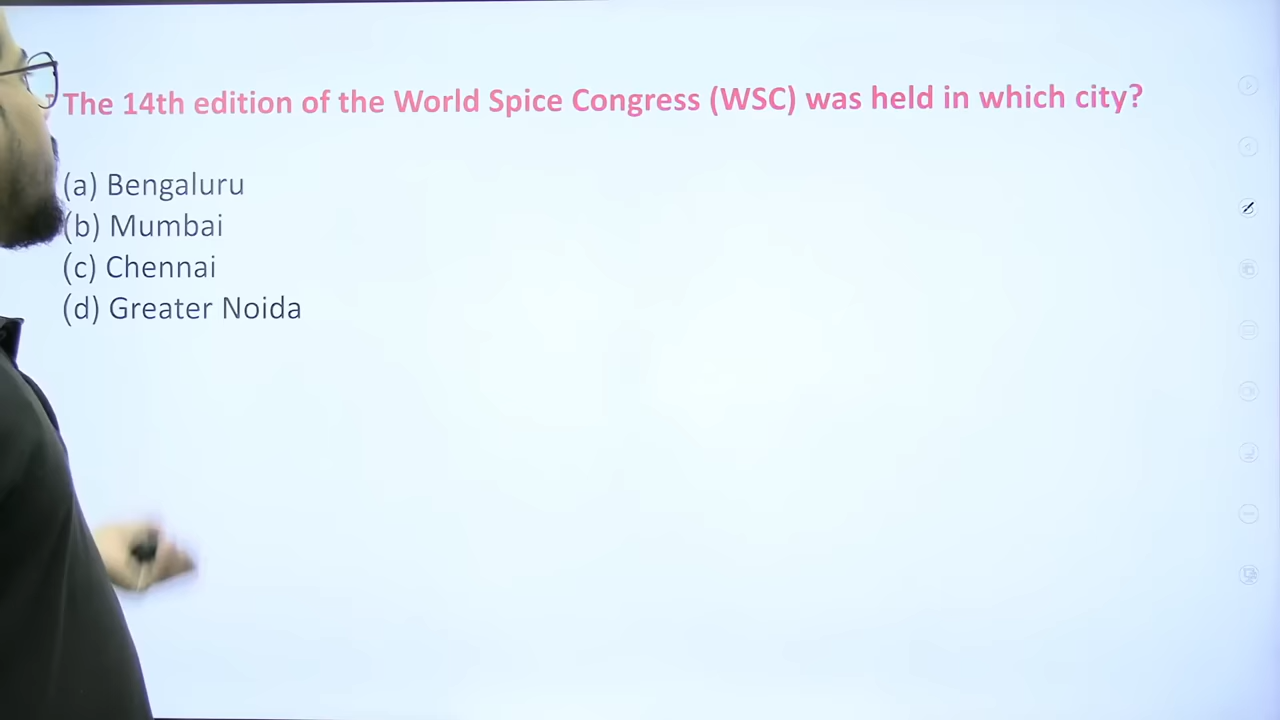 The 14th edition of the World Spice Congress (WSC) was held in which city?
(a) Bengaluru
(b) Mumbai
(c) Chennai
(d) Greater Noida